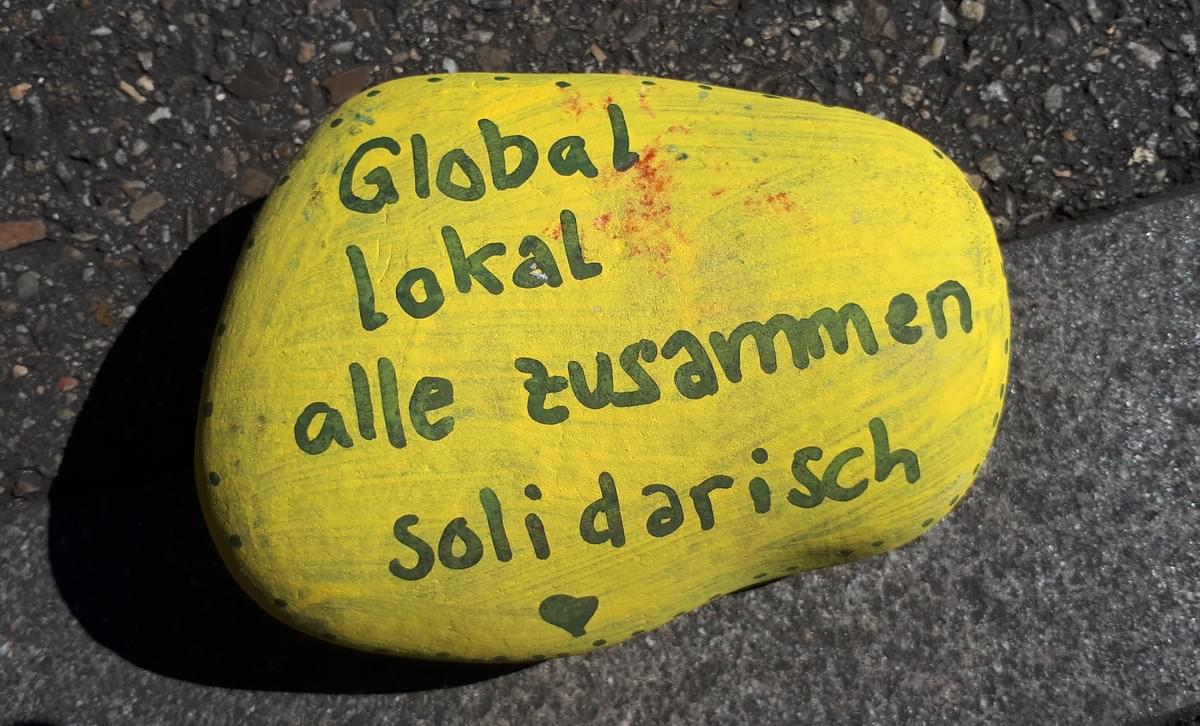 Global
lokal
alle zusammen
solidarisch